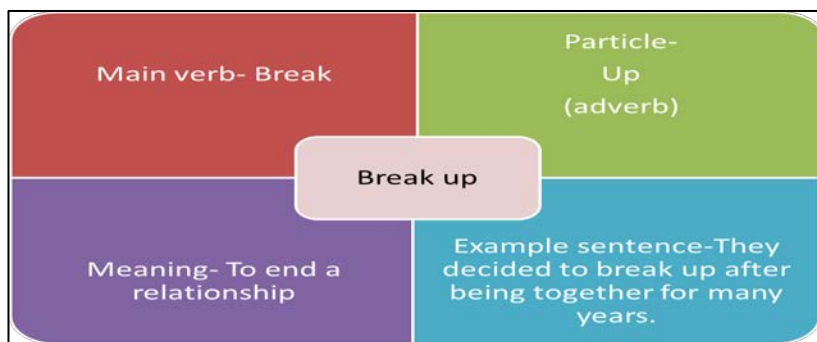 Main verb- Break
Particle-
Up
(adverb)
Break up
Meaning- To end a
relationship
Example sentence-They
decided to break up after
being together for many
years.